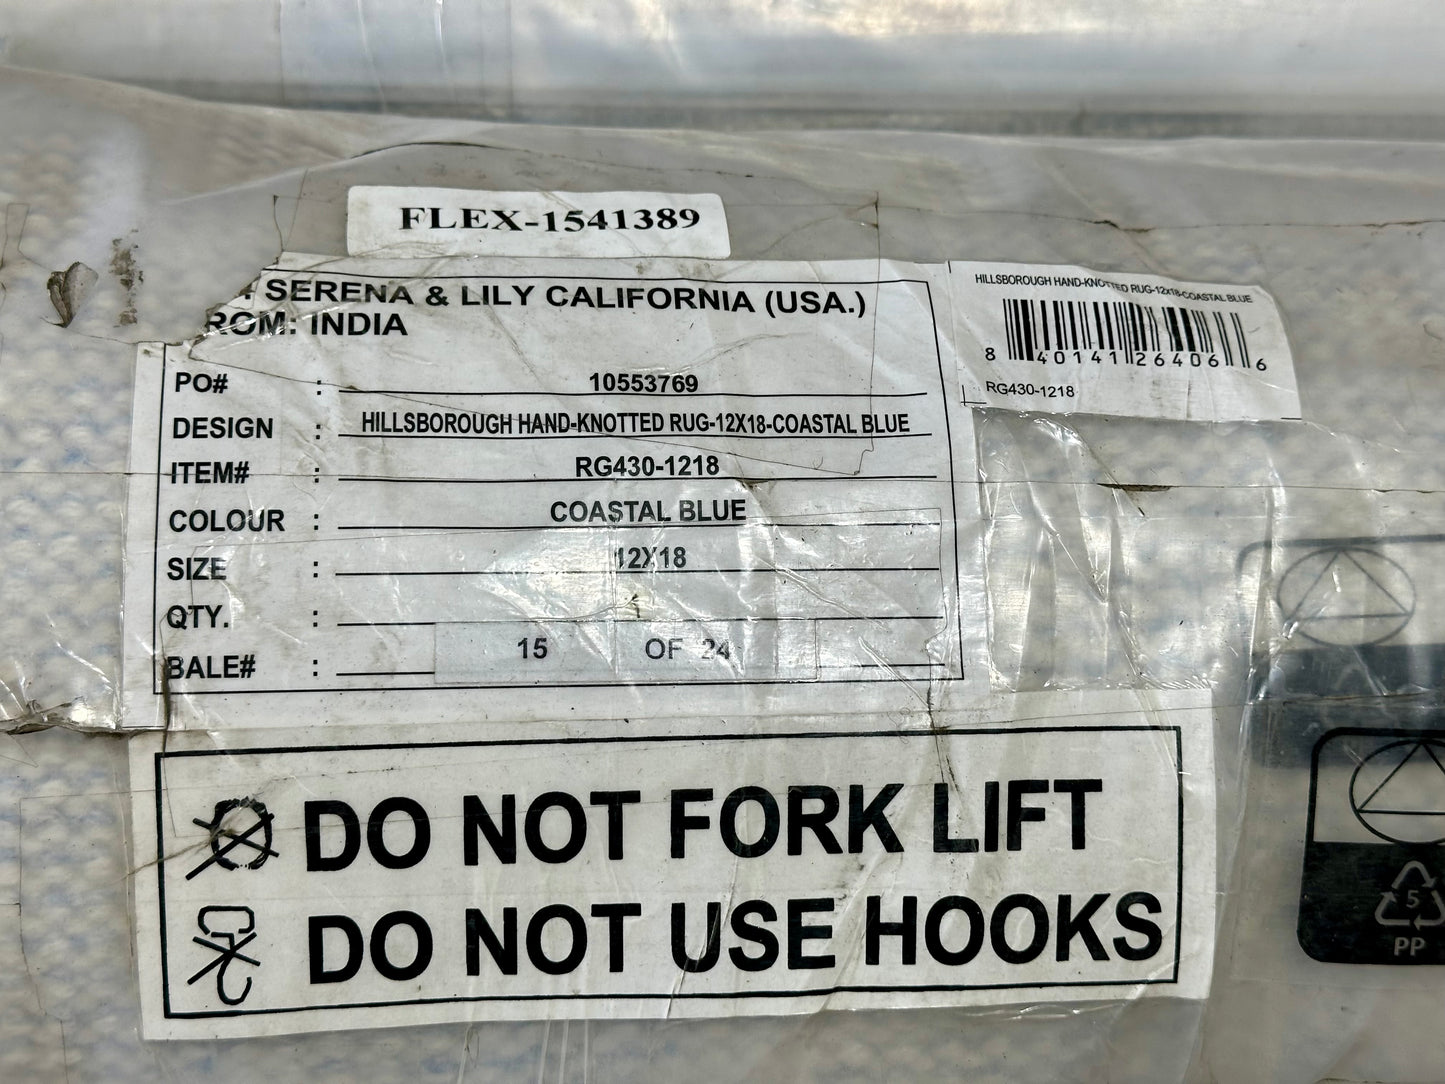 FLEX-1541389
SERENA & LILY CALIFORNIA (USA.)
ROM: INDIA
PO# : 10553769
DESIGN : HILLSBOROUGH HAND-KNOTTED RUG-12X18-COASTAL BLUE
ITEM# : RG430-1218
COLOUR : COASTAL BLUE
SIZE : 12X18
QTY. : 1
BALE# : 15 OF 24
HILLSBOROUGH HAND-KNOTTED RUG-12x18-COASTAL BLUE
8 40141 26406 6
RG430-1218
DO NOT FORK LIFT
DO NOT USE HOOKS
5
PP